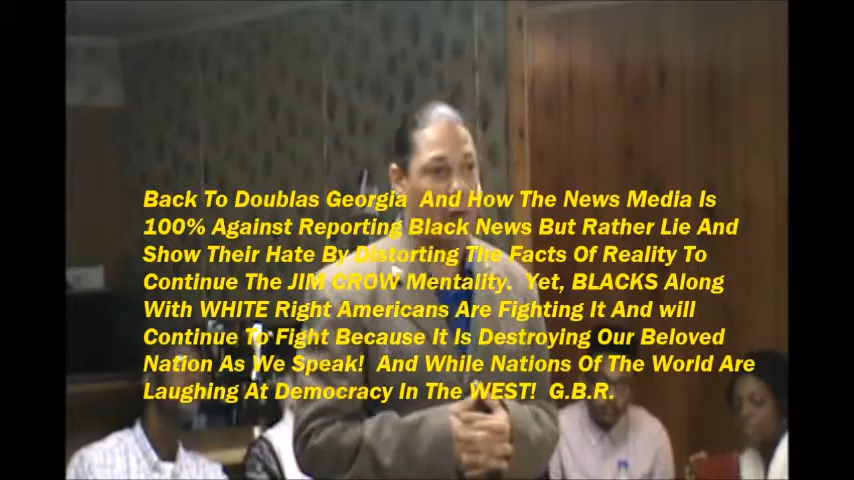 Back To Doublas Georgia  And How The News Media Is
100% Against Reporting Black News But Rather Lie And
Show Their Hate By Distorting The Facts Of Reality To
Continue The JIM CROW Mentality.  Yet, BLACKS Along
With WHITE Right Americans Are Fighting It And will
Continue To Fight Because It Is Destroying Our Beloved
Nation As We Speak!  And While Nations Of The World Are
Laughing At Democracy In The WEST!  G.B.R.